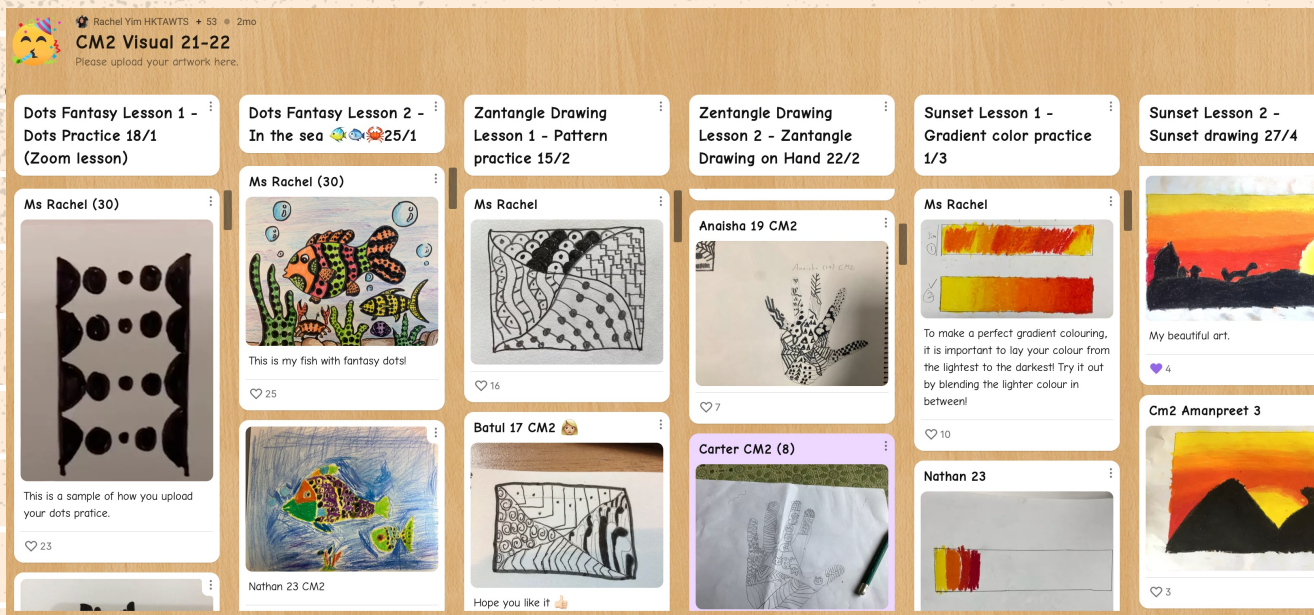 Rachel Yim HKTAWTS + 53 2mo
CM2 Visual 21-22
Please upload your artwork here.
Dots Fantasy Lesson 1 -
Dots Practice 18/1
(Zoom lesson)
Ms Rachel (30)
This is a sample of how you upload
your dots pratice.
23
Dots Fantasy Lesson 2 -
In the sea 🐠🐟🦀25/1
Ms Rachel (30)
This is my fish with fantasy dots!
25
Nathan 23 CM2
Zantangle Drawing
Lesson 1 - Pattern
practice 15/2
Ms Rachel
16
Batul 17 CM2 👩🏼
Hope you like it 👍🏻
Zentangle Drawing
Lesson 2 - Zantangle
Drawing on Hand 22/2
Anaisha 19 CM2
7
Carter CM2 (8)
Sunset Lesson 1 -
Gradient color practice
1/3
Ms Rachel
To make a perfect gradient colouring,
it is important to lay your colour from
the lightest to the darkest! Try it out
by blending the lighter colour in
between!
10
Nathan 23
Sunset Lesson 2 -
Sunset drawing 27/4
My beautiful art.
4
Cm2 Amanpreet 3
3